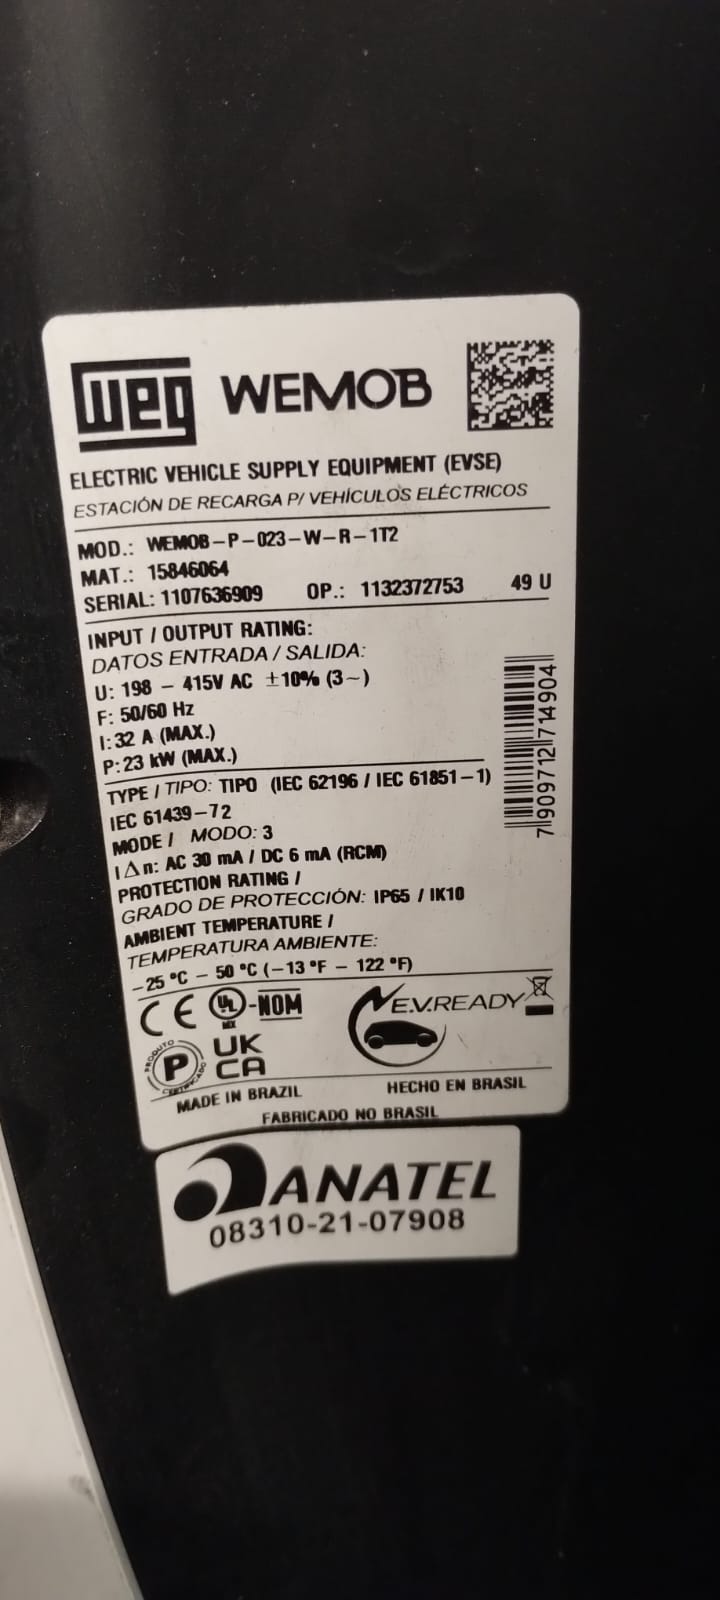 weg WEMOB
ELECTRIC VEHICLE SUPPLY EQUIPMENT (EVSE)
ESTACIÓN DE RECARGA P/ VEHÍCULOS ELÉCTRICOS
MOD.: WEMOB-P-023-W-R-1T2
MAT.: 15846064
SERIAL: 1107636909 OP.: 1132372753 49 U
INPUT / OUTPUT RATING:
DATOS ENTRADA / SALIDA:
U: 198 - 415V AC ±10% (3~)
F: 50/60 Hz
I: 32 A (MAX.)
P: 23 kW (MAX.)
TYPE / TIPO: TIPO (IEC 62196 / IEC 61851-1)
IEC 61439-72
MODE / MODO: 3
I Δ n: AC 30 mA / DC 6 mA (RCM)
PROTECTION RATING /
GRADO DE PROTECCIÓN: IP65 / IK10
AMBIENT TEMPERATURE /
TEMPERATURA AMBIENTE:
-25 °C - 50 °C (-13 °F - 122 °F)
7909712714904
CE UL-NOM
MX
E.V.READY
PRODUTO P CERTIFICADO
UK
CA
MADE IN BRAZIL HECHO EN BRASIL
FABRICADO NO BRASIL
ANATEL
08310-21-07908